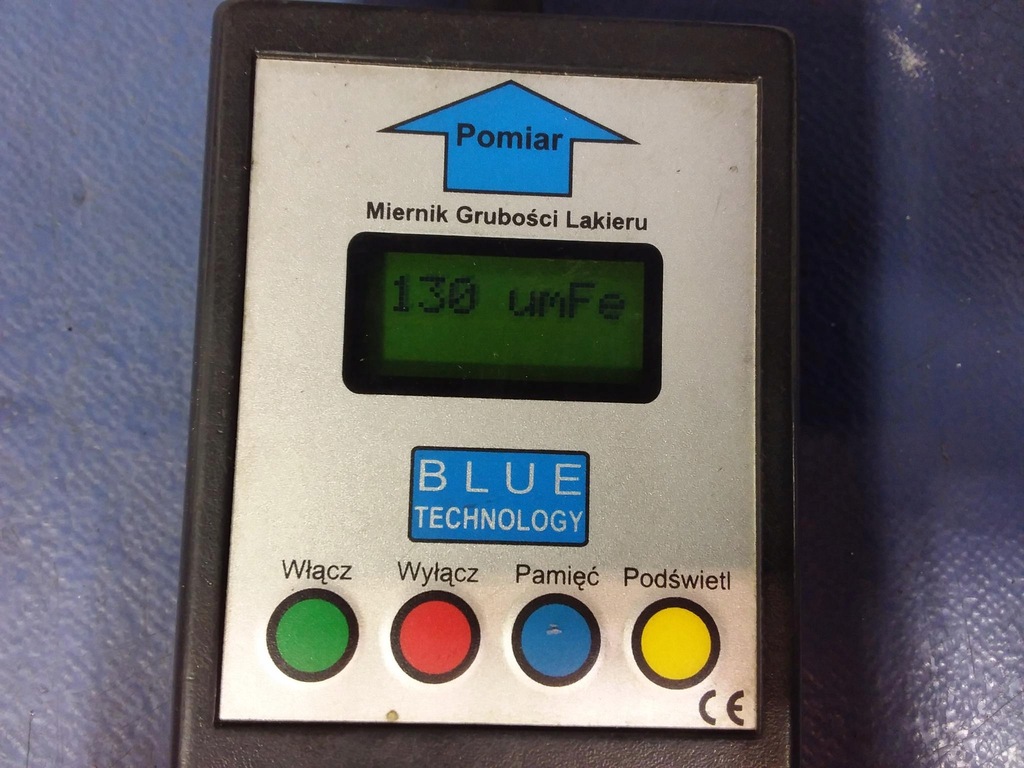 Pomiar
Miernik Grubości Lakieru
130 umFe
BLUE
TECHNOLOGY
Włącz Wyłącz Pamięć Podświetl
CE